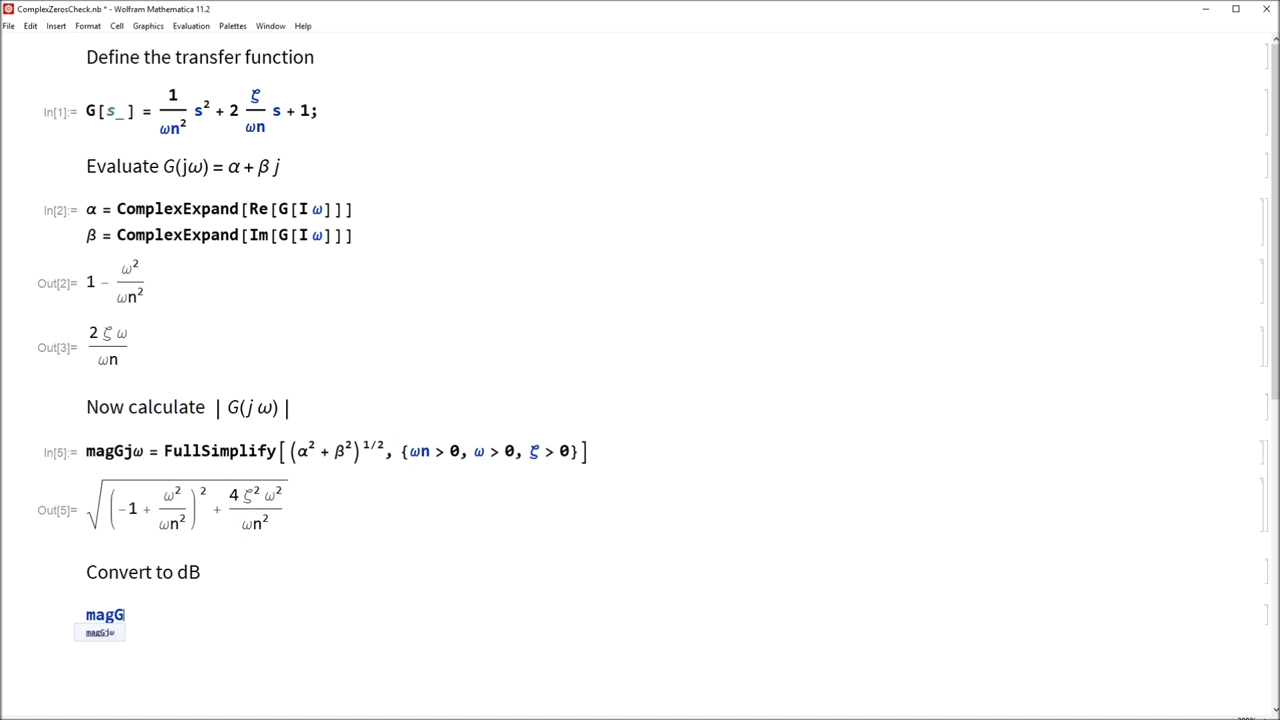 ComplexZerosCheck.nb * - Wolfram Mathematica 11.2
File Edit Insert Format Cell Graphics Evaluation Palettes Window Help
Define the transfer function
In[1]:= G[s_] = 1/ωn² s² + 2 ζ/ωn s + 1;
Evaluate G(jω) = α + β j
In[2]:= α = ComplexExpand[Re[G[I ω]]]
β = ComplexExpand[Im[G[I ω]]]
Out[2]= 1 - ω²/ωn²
Out[3]= 2 ζ ω/ωn
Now calculate | G(j ω) |
In[5]:= magGjω = FullSimplify[(α² + β²)^1/2, {ωn > 0, ω > 0, ζ > 0}]
Out[5]= √((-1 + ω²/ωn²)² + 4 ζ² ω²/ωn²)
Convert to dB
magG
magGjω